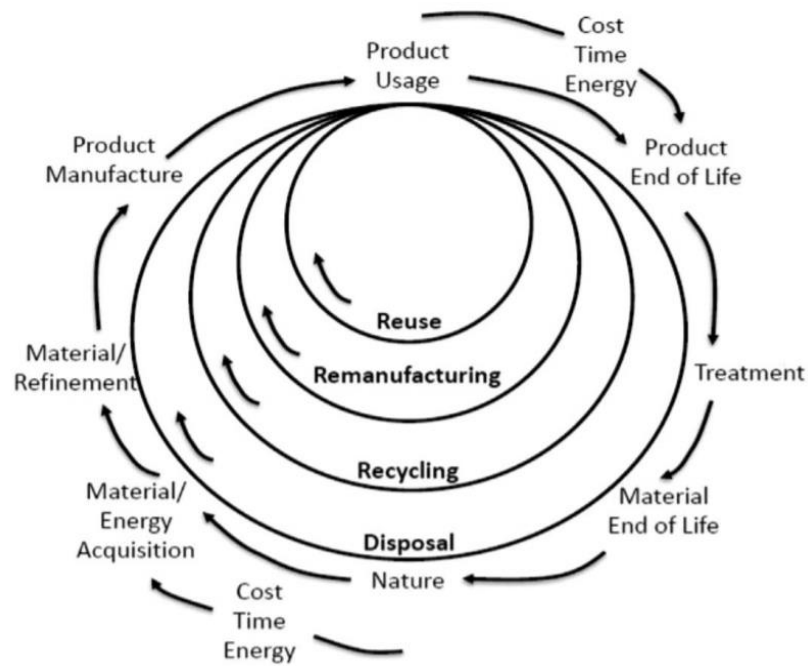 Cost
Time
Energy
Product
Usage
Product
Manufacture
Product
End of Life
Reuse
Material/
Refinement
Remanufacturing
Treatment
Recycling
Material/
Energy
Acquisition
Material
End of Life
Disposal
Nature
Cost
Time
Energy